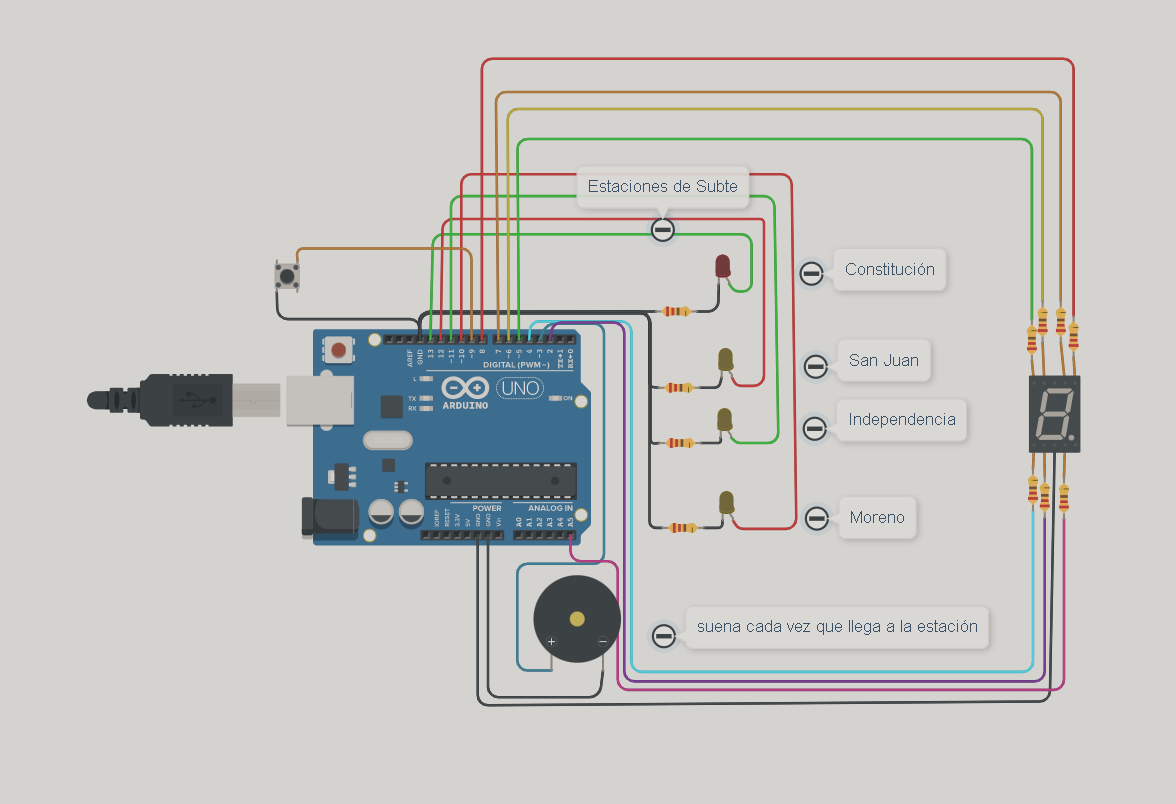 Estaciones de Subte
Constitución
San Juan
Independencia
Moreno
suena cada vez que llega a la estación
AREF
GND
13
12
~11
~10
~9
8
7
~6
~5
4
~3
2
TX→1
RX←0
DIGITAL (PWM~)
L
TX
RX
ARDUINO
UNO
ON
POWER
ANALOG IN
IOREF
RESET
3.3V
5V
GND
GND
Vin
A0
A1
A2
A3
A4
A5
+
−